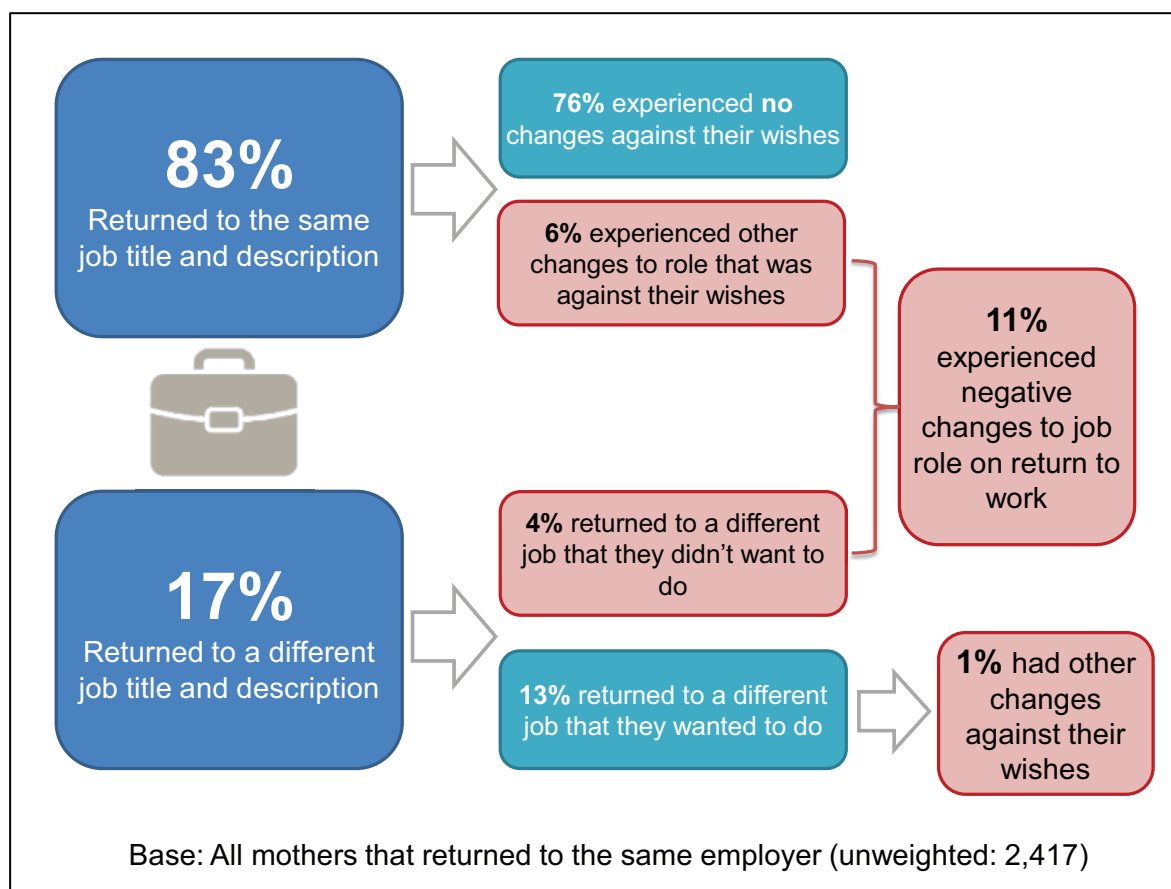 83%
Returned to the same
job title and description
76% experienced no
changes against their wishes
6% experienced other
changes to role that was
against their wishes
11%
experienced
negative
changes to job
role on return to
work
17%
Returned to a different
job title and description
4% returned to a different
job that they didn’t want to
do
13% returned to a different
job that they wanted to do
1% had other
changes
against their
wishes
Base: All mothers that returned to the same employer (unweighted: 2,417)